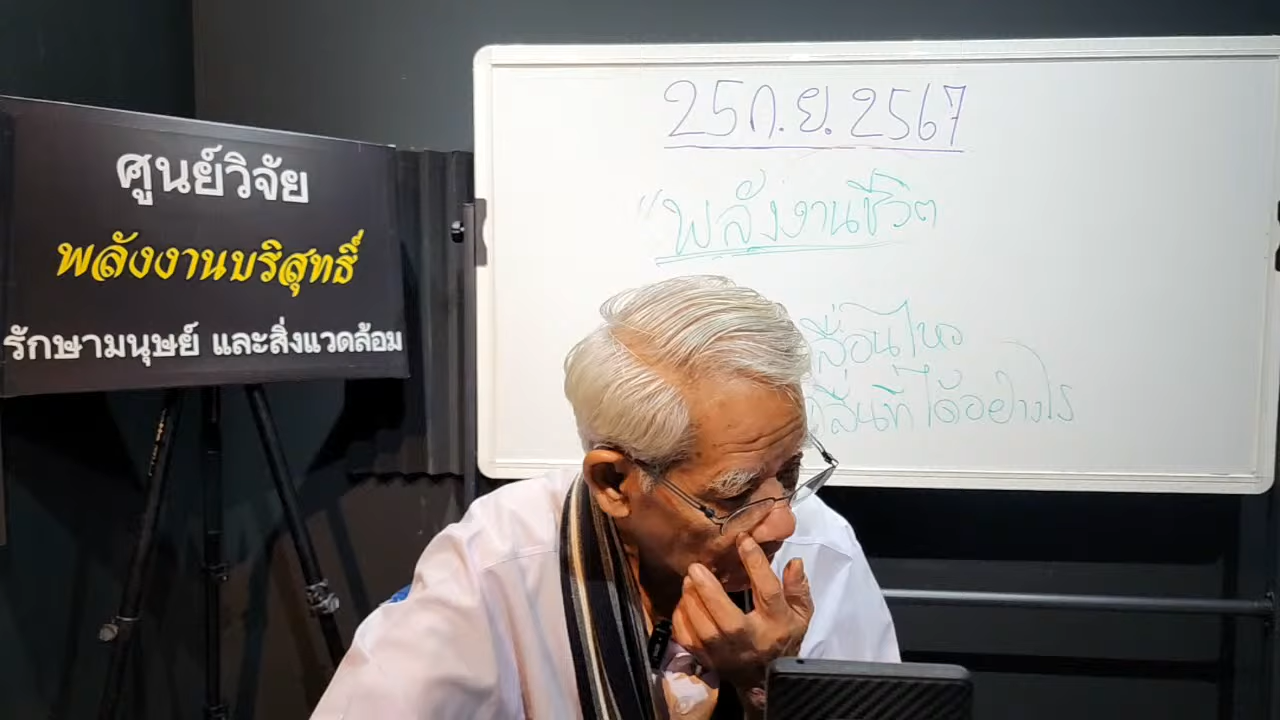 ศูนย์วิจัย
พลังงานบริสุทธิ์
รักษามนุษย์ และสิ่งแวดล้อม
25ก.ย.2567
"พลังงานชีวิต
ลื่อนไหว
ได้อย่างไร